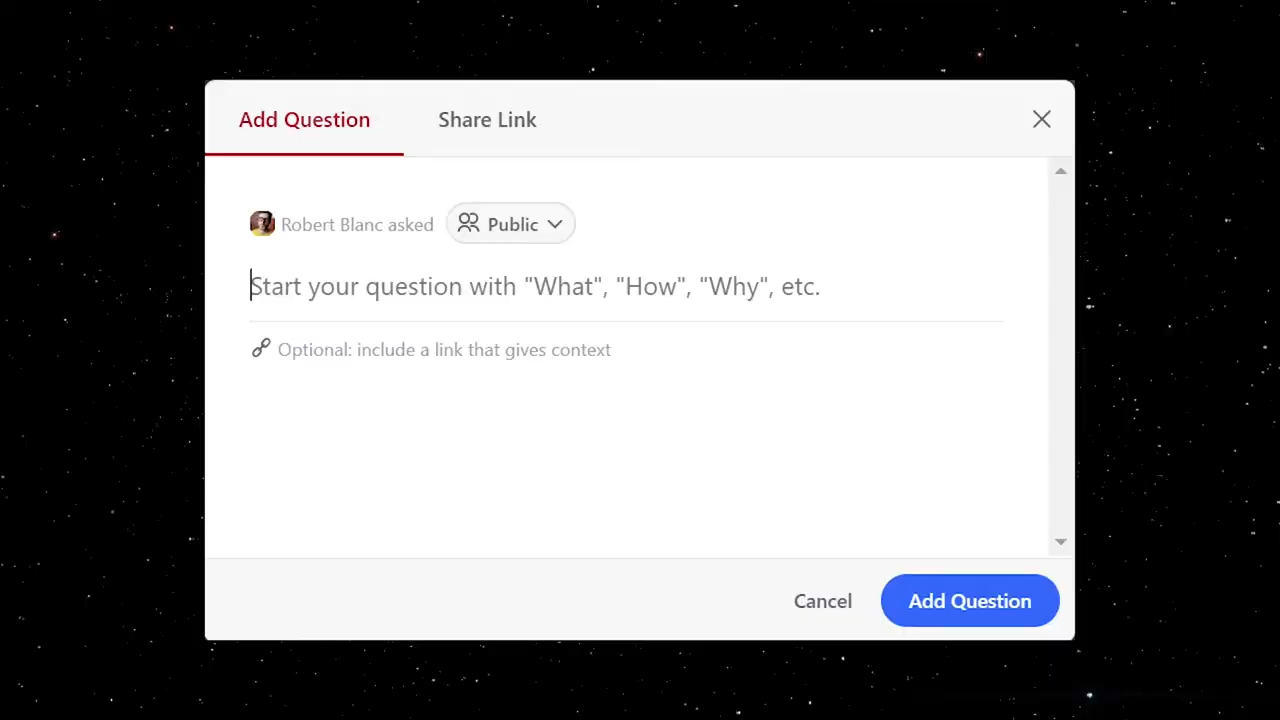 Add Question Share Link
Robert Blanc asked Public
Start your question with "What", "How", "Why", etc.
Optional: include a link that gives context
Cancel Add Question